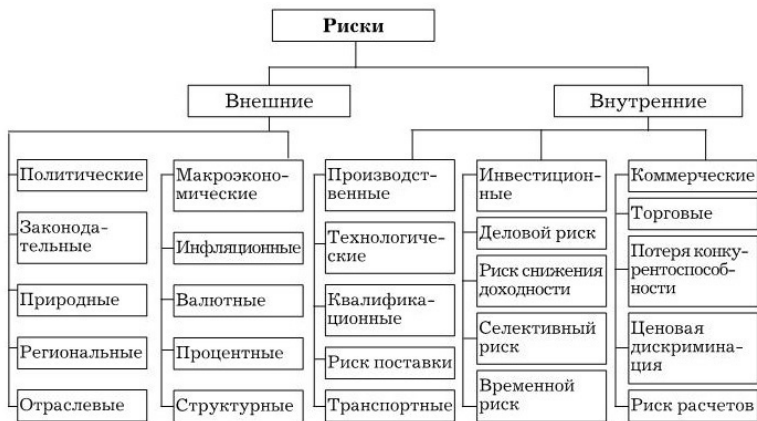 Риски
Внешние
Внутренние
Политические
Законода-
тельные
Природные
Региональные
Отраслевые
Макроэконо-
мические
Инфляционные
Валютные
Процентные
Структурные
Производст-
венные
Технологиче-
ские
Квалифика-
ционные
Риск поставки
Транспортные
Инвестицион-
ные
Деловой риск
Риск снижения
доходности
Селективный
риск
Временной
риск
Коммерческие
Торговые
Потеря конку-
рентоспособ-
ности
Ценовая
дискримина-
ция
Риск расчетов